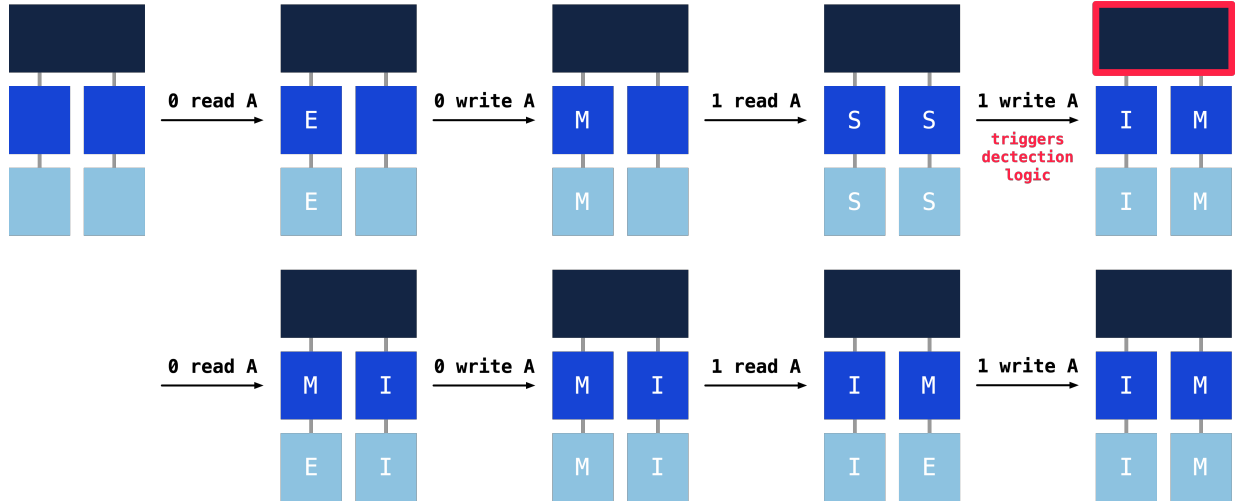 0 read A
0 write A
1 read A
1 write A
triggers
dectection
logic
E
M
S S
I M
E
M
S S
I M
0 read A
0 write A
1 read A
1 write A
M I
M I
I M
I M
E I
M I
I E
I M